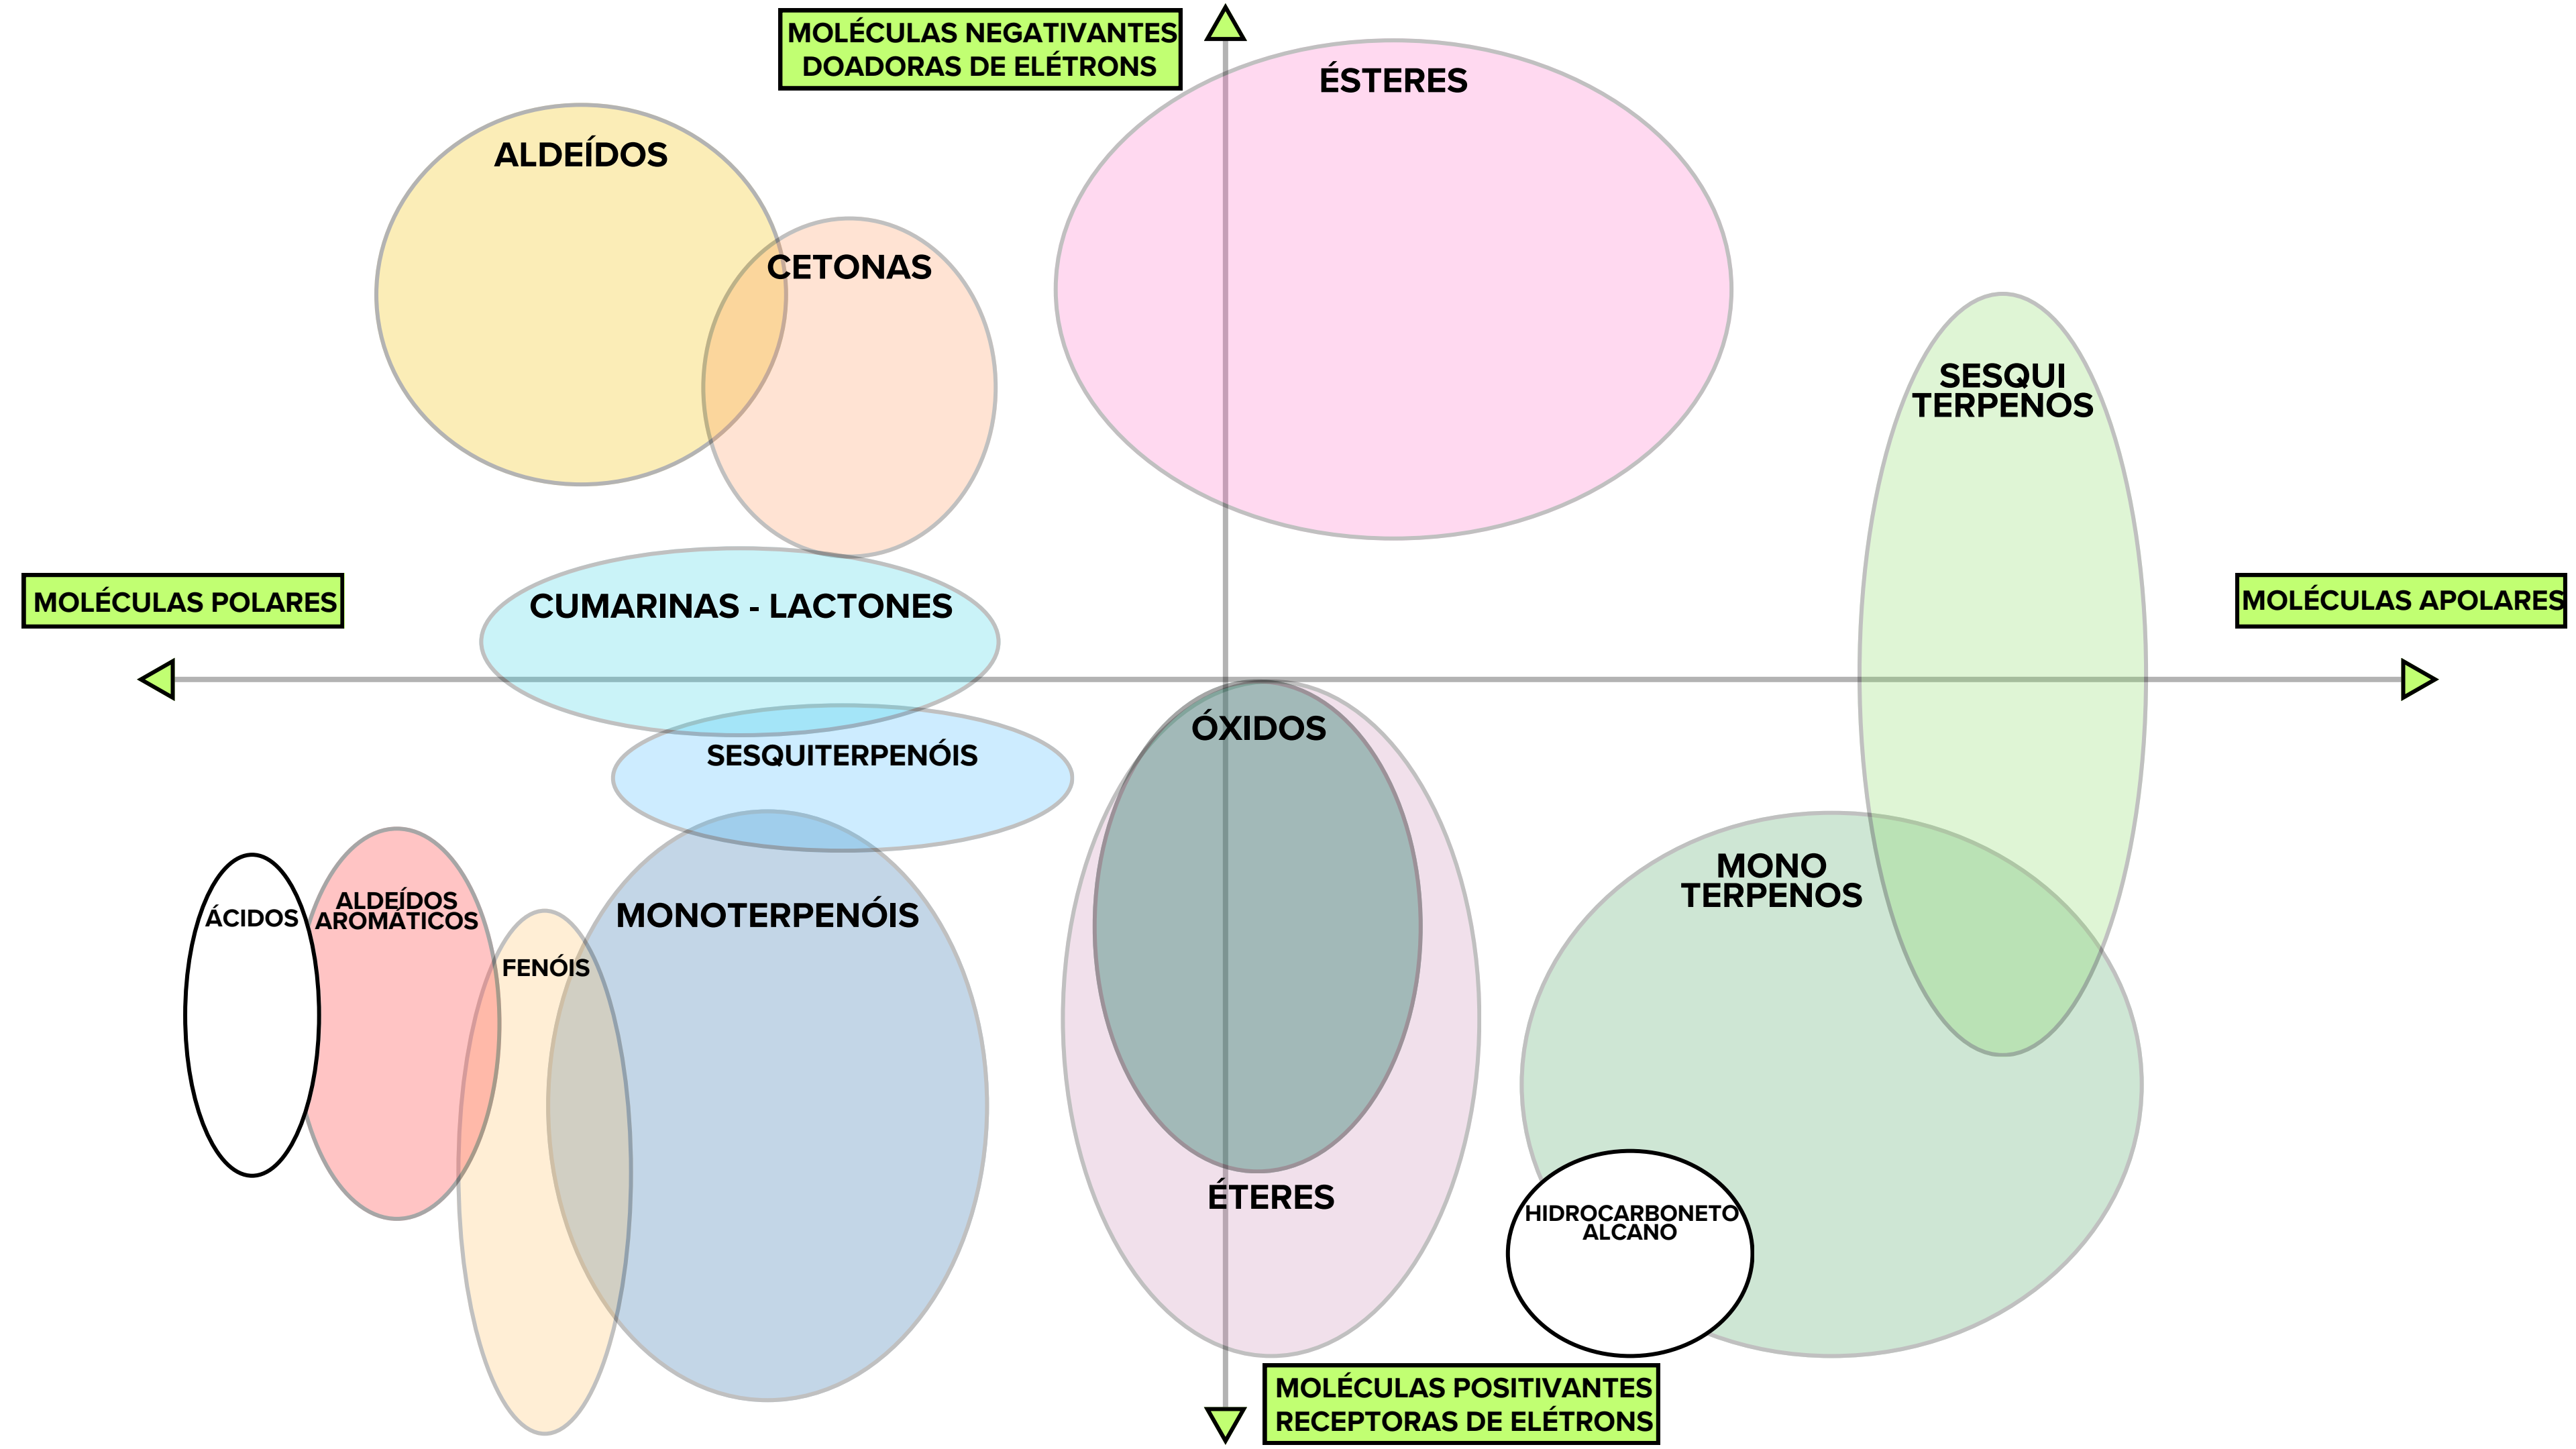 MOLÉCULAS NEGATIVANTES
DOADORAS DE ELÉTRONS
ÉSTERES
ALDEÍDOS
CETONAS
SESQUI
TERPENOS
MOLÉCULAS POLARES
CUMARINAS - LACTONES
MOLÉCULAS APOLARES
ÓXIDOS
SESQUITERPENÓIS
MONO
TERPENOS
ALDEÍDOS
AROMÁTICOS
ÁCIDOS
MONOTERPENÓIS
FENÓIS
ÉTERES
HIDROCARBONETO
ALCANO
MOLÉCULAS POSITIVANTES
RECEPTORAS DE ELÉTRONS